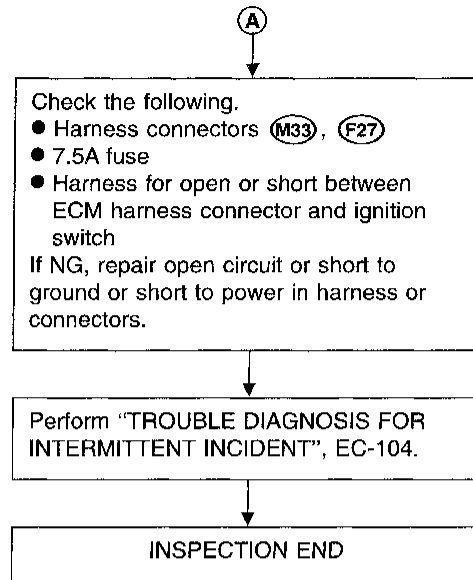 A
Check the following.
● Harness connectors M33, F27
● 7.5A fuse
● Harness for open or short between
ECM harness connector and ignition
switch
If NG, repair open circuit or short to
ground or short to power in harness or
connectors.
Perform “TROUBLE DIAGNOSIS FOR
INTERMITTENT INCIDENT”, EC-104.
INSPECTION END